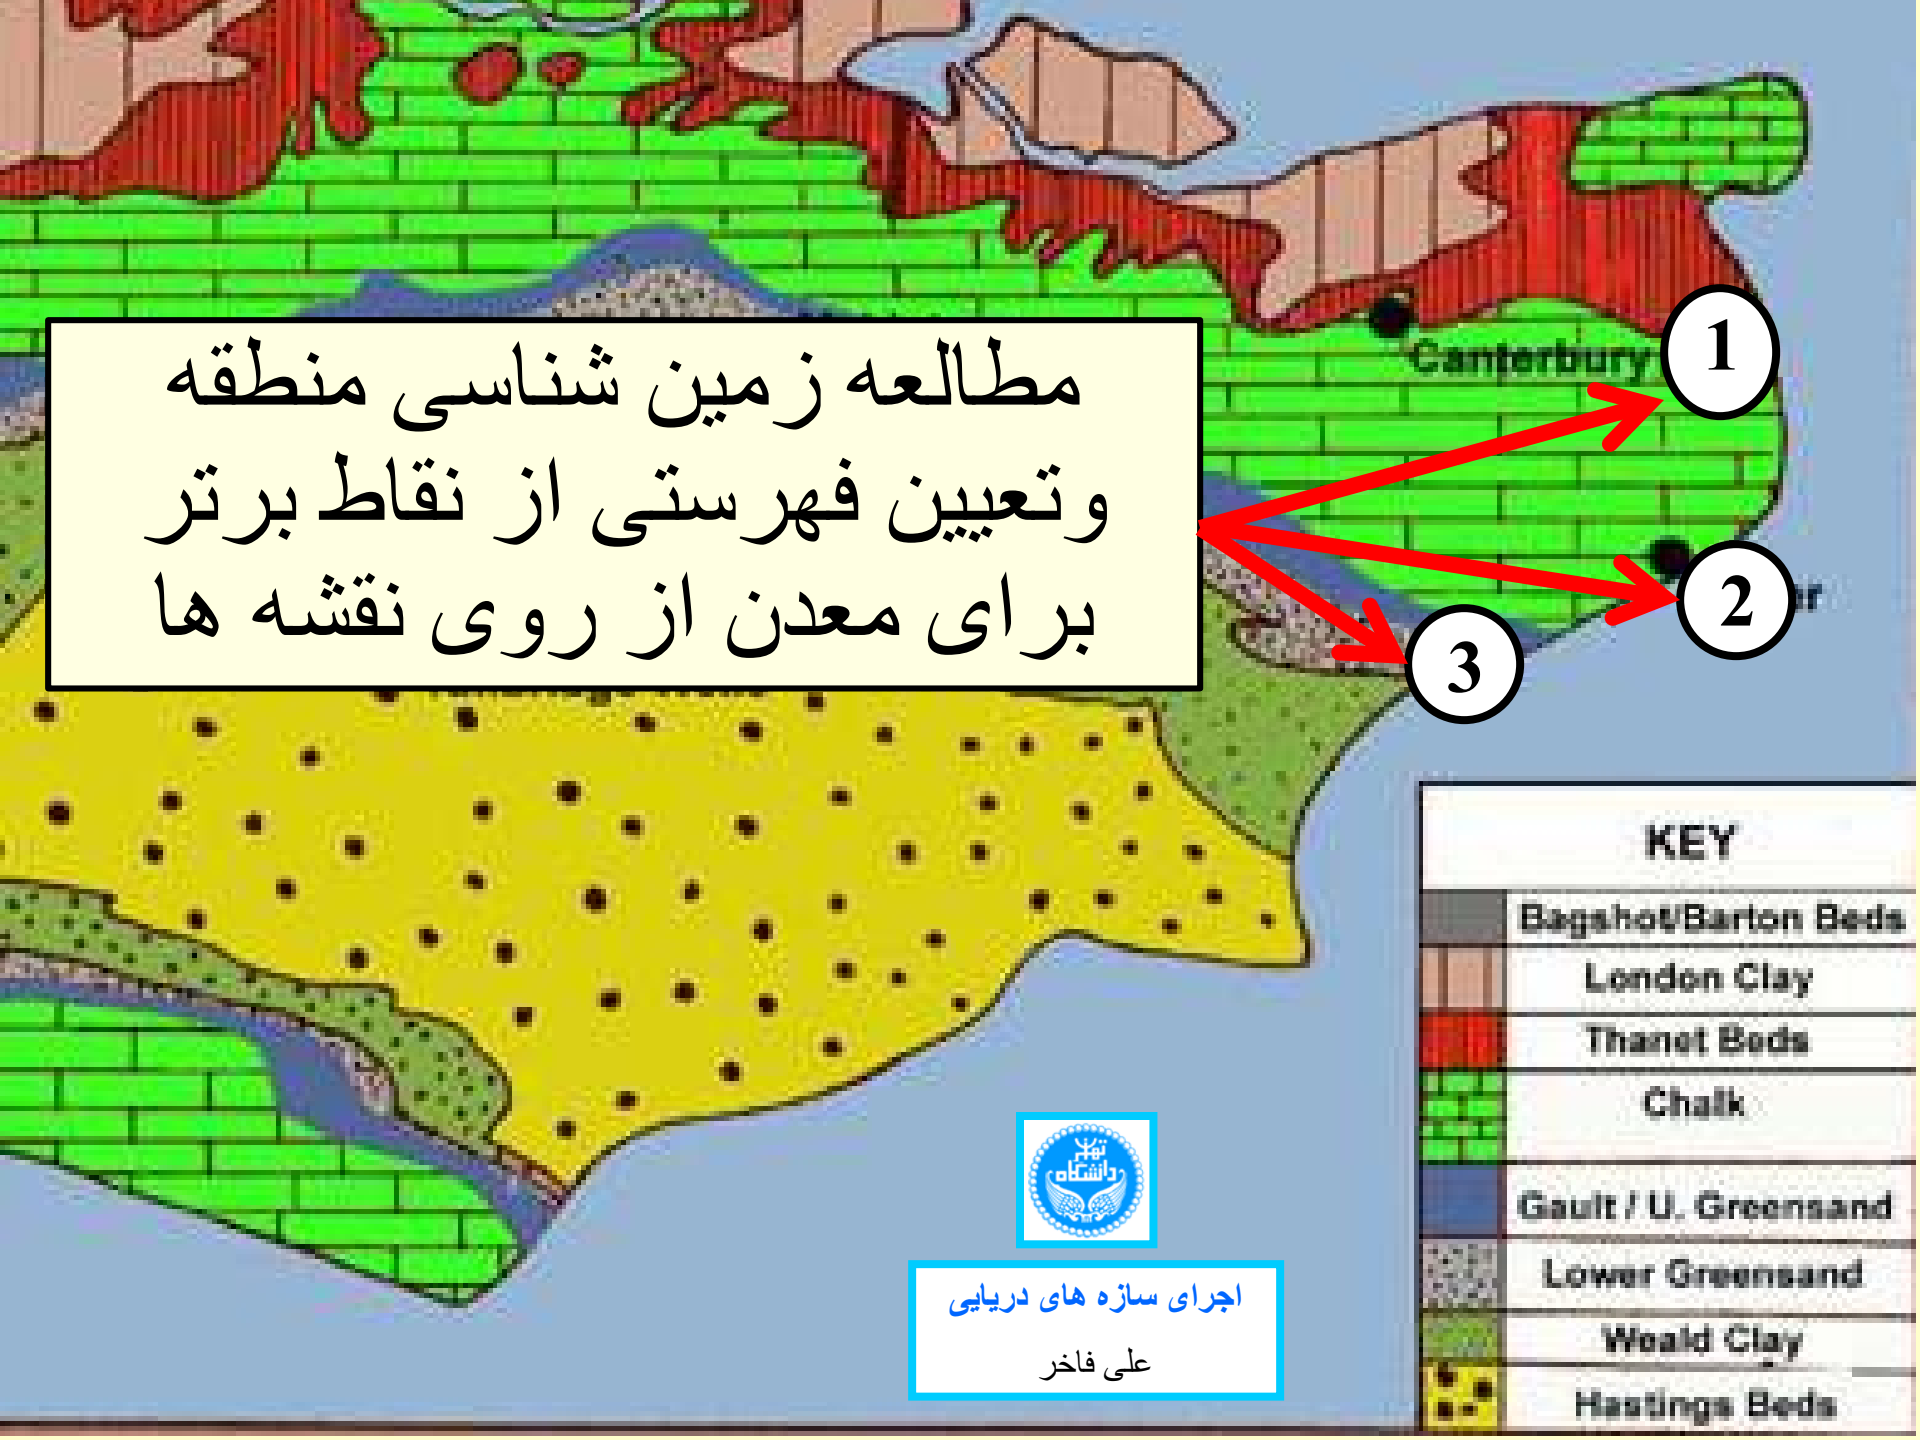 مطالعه زمین شناسی منطقه
وتعیین فهرستی از نقاط برتر
برای معدن از روی نقشه ها
Canterbury
1
2
3
KEY
Bagshot/Barton Beds
London Clay
Thanet Beds
Chalk
Gault / U. Greensand
Lower Greensand
Weald Clay
Hastings Beds
دانشگاه تهران
اجرای سازه های دریایی
علی فاخر